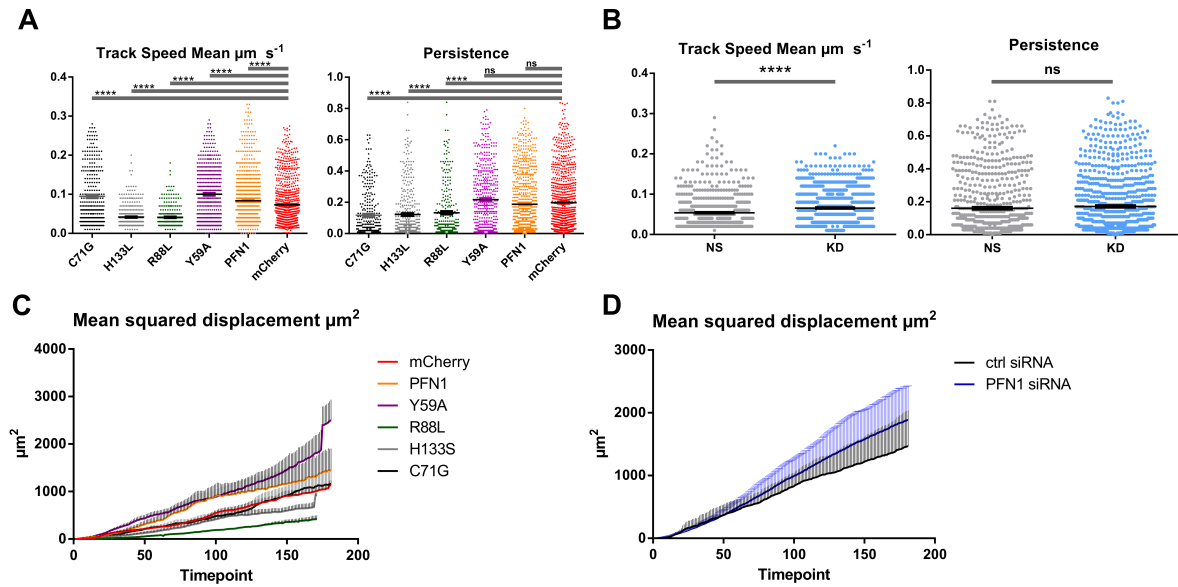 A
Track Speed Mean µm s-1
****
****
****
****
****
0.4
0.3
0.2
0.1
0.0
C71G
H133L
R88L
Y59A
PFN1
mCherry
Persistence
ns
ns
****
****
****
1.0
0.8
0.6
0.4
0.2
0.0
C71G
H133L
R88L
Y59A
PFN1
mCherry
B
Track Speed Mean µm s-1
****
0.4
0.3
0.2
0.1
0.0
NS
KD
Persistence
ns
1.0
0.8
0.6
0.4
0.2
0.0
NS
KD
C
Mean squared displacement µm2
4000
3000
2000
1000
0
µm2
0
50
100
150
200
Timepoint
mCherry
PFN1
Y59A
R88L
H133S
C71G
D
Mean squared displacement µm2
3000
2000
1000
0
µm2
0
50
100
150
200
Timepoint
ctrl siRNA
PFN1 siRNA